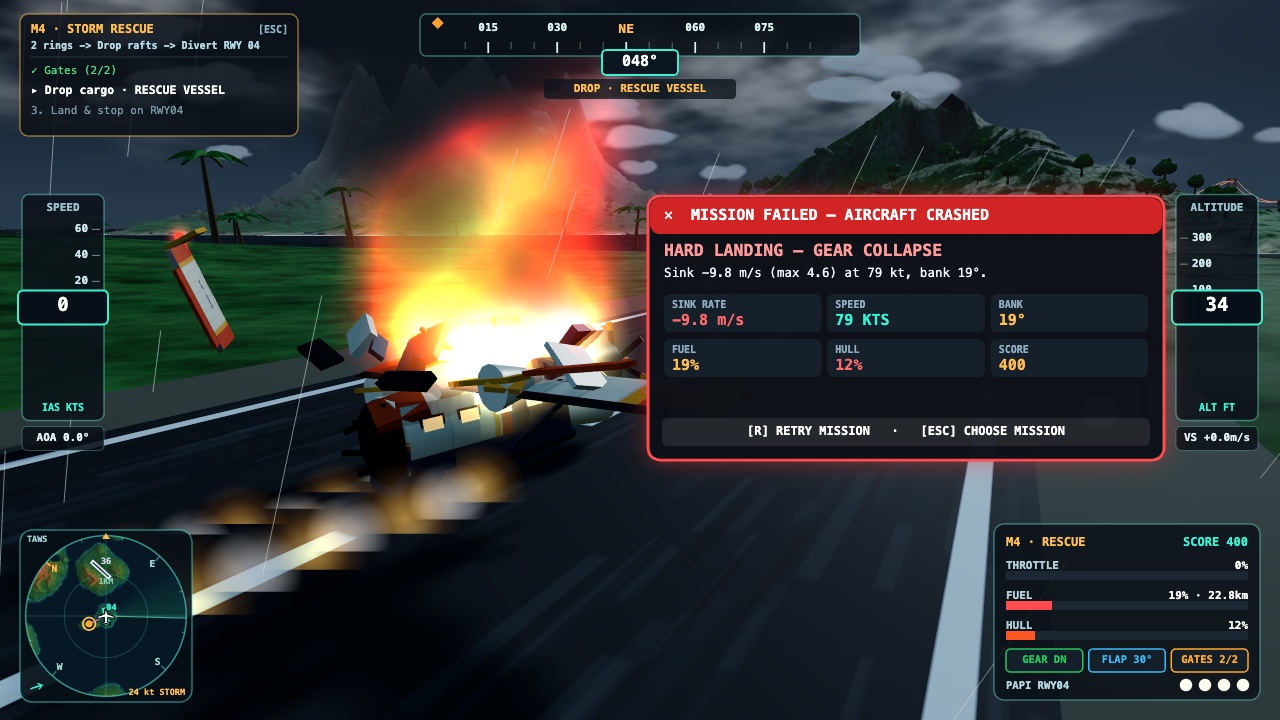 M4 · STORM RESCUE [ESC]
2 rings -> Drop rafts -> Divert RWY 04
✓ Gates (2/2)
▸ Drop cargo · RESCUE VESSEL
3. Land & stop on RWY04
015 030 NE 060 075
048°
DROP · RESCUE VESSEL
SPEED
60
40
20
0
IAS KTS
AOA 0.0°
× MISSION FAILED — AIRCRAFT CRASHED
HARD LANDING — GEAR COLLAPSE
Sink −9.8 m/s (max 4.6) at 79 kt, bank 19°.
SINK RATE SPEED BANK
−9.8 m/s 79 KTS 19°
FUEL HULL SCORE
19% 12% 400
[R] RETRY MISSION · [ESC] CHOOSE MISSION
ALTITUDE
300
200
100
34
ALT FT
VS +0.0m/s
TAWS
N
36
E
1KM
04
W
S
24 kt STORM
M4 · RESCUE SCORE 400
THROTTLE 0%
FUEL 19% · 22.8km
HULL 12%
GEAR DN FLAP 30° GATES 2/2
PAPI RWY04